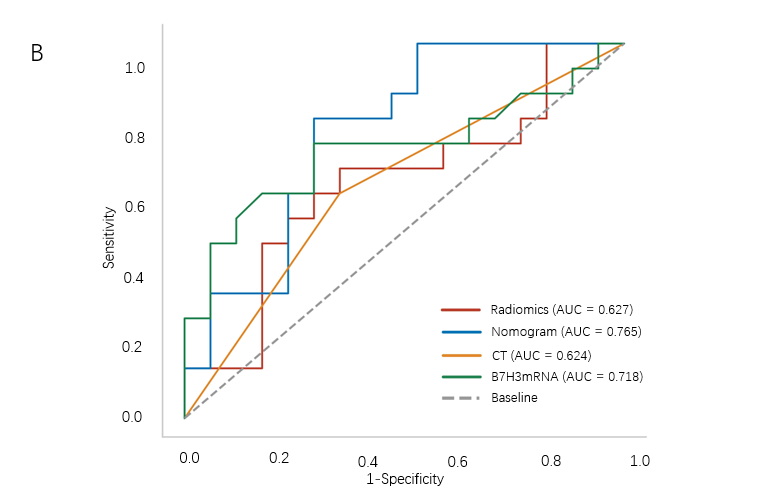 B
1.0
0.8
0.6
0.4
0.2
0.0
Sensitivity
Radiomics (AUC = 0.627)
Nomogram (AUC = 0.765)
CT (AUC = 0.624)
B7H3mRNA (AUC = 0.718)
Baseline
0.0 0.2 0.4 0.6 0.8 1.0
1-Specificity